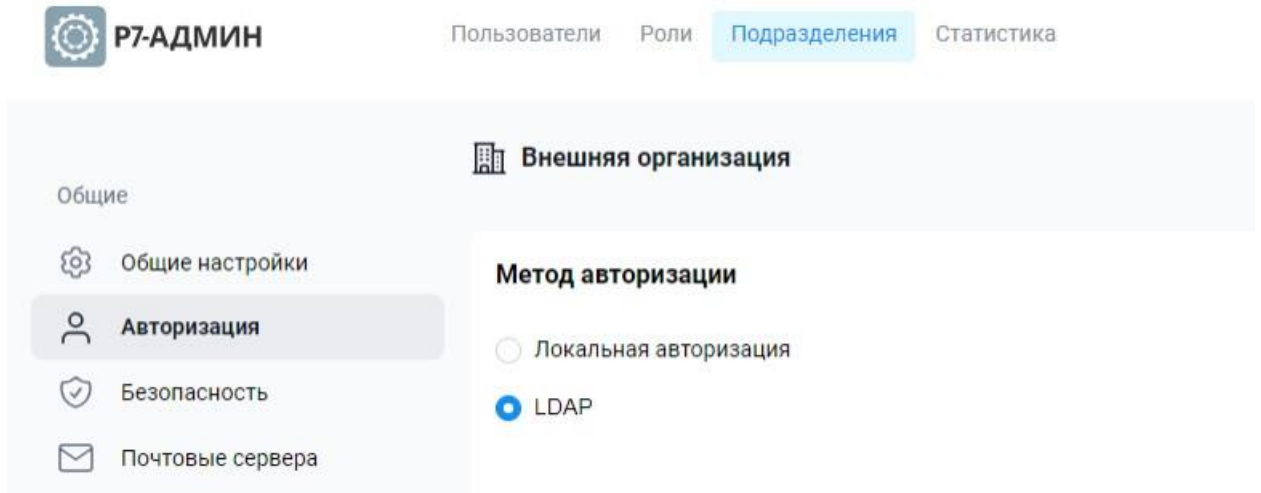 Р7-АДМИН
Пользователи Роли Подразделения Статистика
Внешняя организация
Общие
Общие настройки
Авторизация
Безопасность
Почтовые сервера
Метод авторизации
Локальная авторизация
LDAP